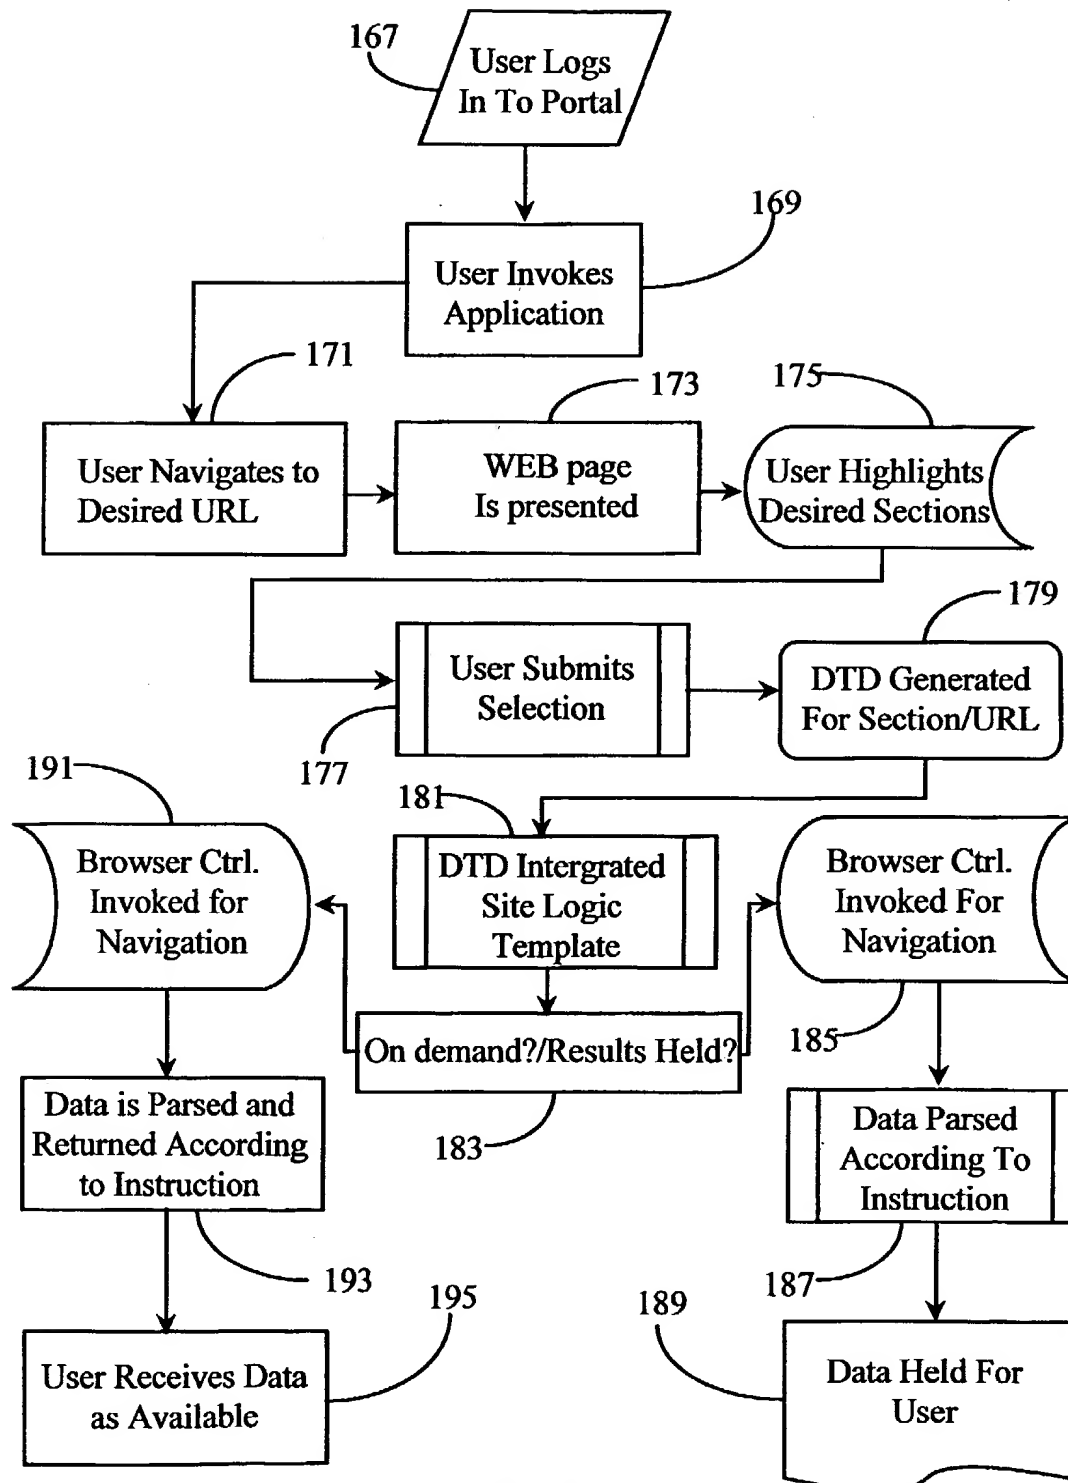 167
User Logs
In To Portal
169
User Invokes
Application
171
173
175
User Navigates to
Desired URL
WEB page
Is presented
User Highlights
Desired Sections
179
User Submits
Selection
DTD Generated
For Section/URL
177
191
181
Browser Ctrl.
Invoked for
Navigation
DTD Intergrated
Site Logic
Template
Browser Ctrl.
Invoked For
Navigation
185
On demand?/Results Held?
183
Data is Parsed and
Returned According
to Instruction
Data Parsed
According To
Instruction
193
187
195
189
User Receives Data
as Available
Data Held For
User